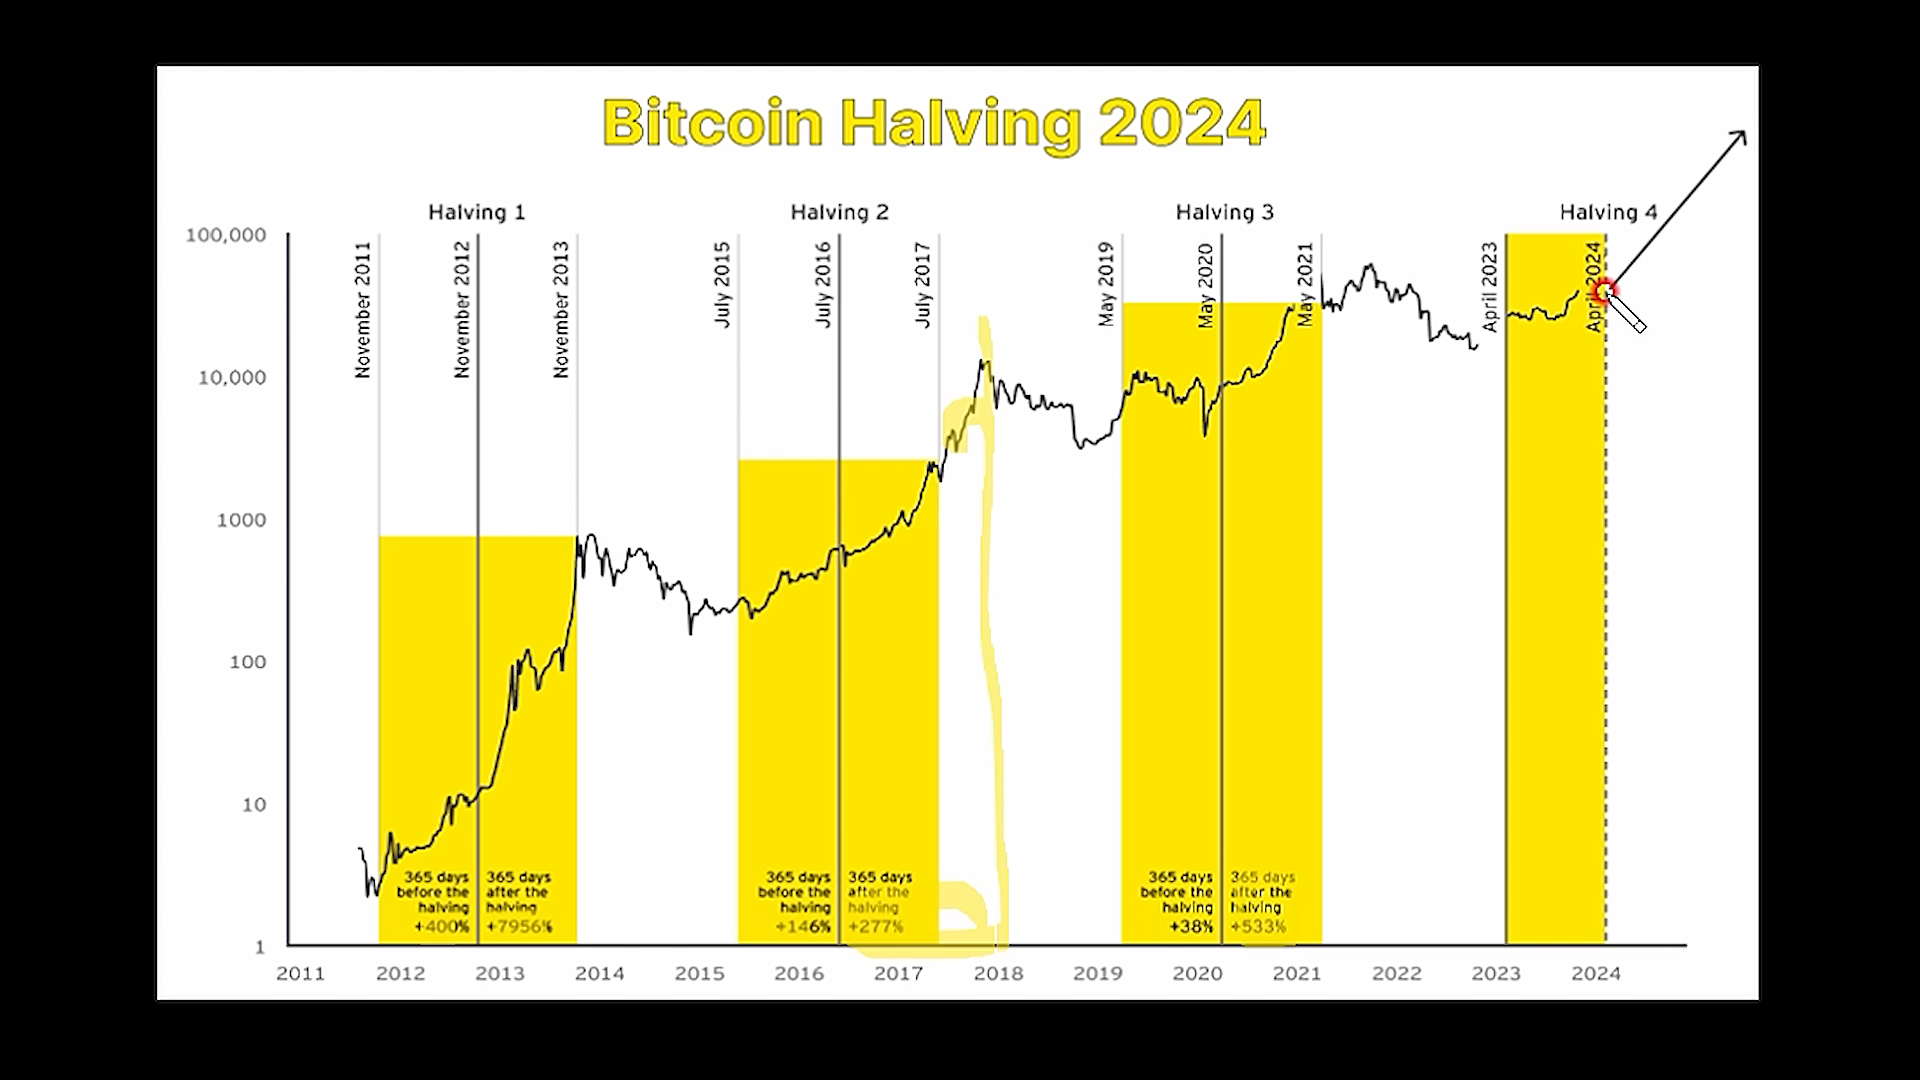 Bitcoin Halving 2024
Halving 1
Halving 2
Halving 3
Halving 4
100,000
10,000
1000
100
10
1
November 2011
November 2012
November 2013
July 2015
July 2016
July 2017
May 2019
May 2020
May 2021
April 2023
April 2024
365 days
before the
halving
+400%
365 days
after the
halving
+7956%
365 days
before the
halving
+146%
365 days
after the
halving
+277%
365 days
before the
halving
+38%
365 days
after the
halving
+533%
2011 2012 2013 2014 2015 2016 2017 2018 2019 2020 2021 2022 2023 2024